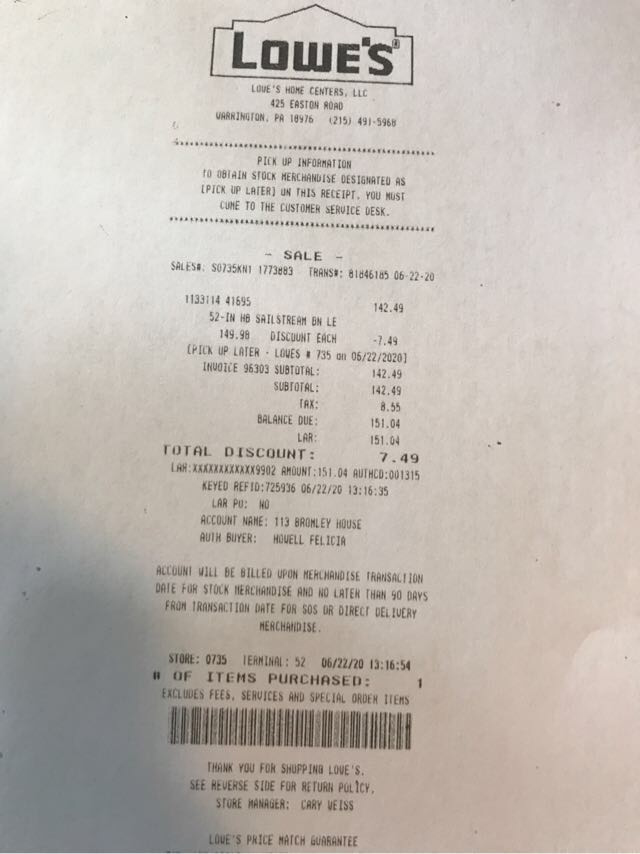 LOWE'S®
LOWE'S HOME CENTERS, LLC
425 EASTON ROAD
WARRINGTON, PA 18976 (215) 491-5968
*******************************************
PICK UP INFORMATION
TO OBTAIN STOCK MERCHANDISE DESIGNATED AS
[PICK UP LATER] ON THIS RECEIPT, YOU MUST
COME TO THE CUSTOMER SERVICE DESK.
*******************************************
- SALE -
SALES#: S0735KN1 1773883 TRANS#: 81846185 06-22-20
1133114 41695 142.49
52-IN HB SAILSTREAM BN LE
149.98 DISCOUNT EACH -7.49
[PICK UP LATER - LOWES # 735 on 06/22/2020]
INVOICE 96303 SUBTOTAL: 142.49
SUBTOTAL: 142.49
TAX: 8.55
BALANCE DUE: 151.04
LAR: 151.04
TOTAL DISCOUNT: 7.49
LAR:XXXXXXXXXXXX9902 AMOUNT:151.04 AUTHCD:001315
KEYED REFID:725936 06/22/20 13:16:35
LAR PO: NO
ACCOUNT NAME: 113 BROMLEY HOUSE
AUTH BUYER: HOWELL FELICIA
ACCOUNT WILL BE BILLED UPON MERCHANDISE TRANSACTION
DATE FOR STOCK MERCHANDISE AND NO LATER THAN 90 DAYS
FROM TRANSACTION DATE FOR SOS OR DIRECT DELIVERY
MERCHANDISE.
STORE: 0735 TERMINAL: 52 06/22/20 13:16:54
# OF ITEMS PURCHASED: 1
EXCLUDES FEES, SERVICES AND SPECIAL ORDER ITEMS
THANK YOU FOR SHOPPING LOWE'S.
SEE REVERSE SIDE FOR RETURN POLICY.
STORE MANAGER: CARY WEISS
LOWE'S PRICE MATCH GUARANTEE